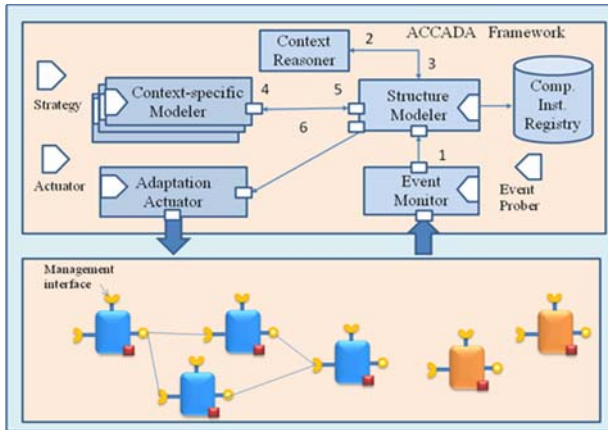 ACCADA Framework
Context
Reasoner
2
3
Strategy
Context-specific
Modeler
4
5
6
Structure
Modeler
Comp.
Inst.
Registry
1
Actuator
Adaptation
Actuator
Event
Monitor
Event
Prober
Management
interface